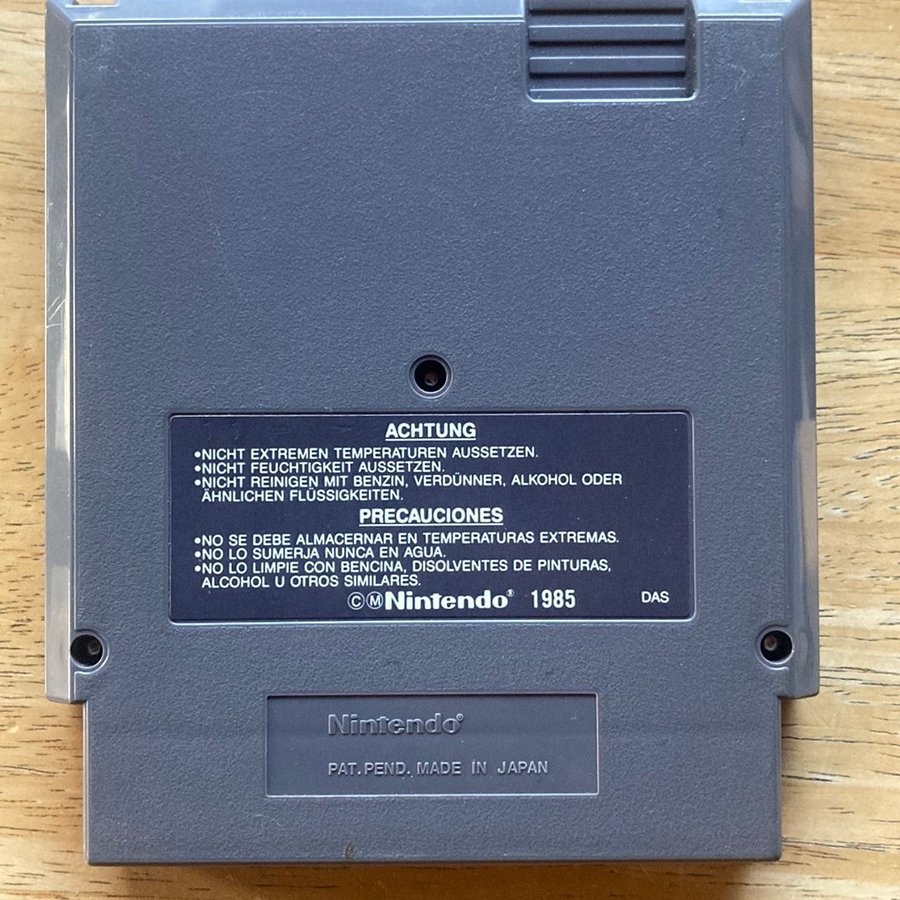 ACHTUNG
•NICHT EXTREMEN TEMPERATUREN AUSSETZEN.
•NICHT FEUCHTIGKEIT AUSSETZEN.
•NICHT REINIGEN MIT BENZIN, VERDÜNNER, ALKOHOL ODER
ÄHNLICHEN FLÜSSIGKEITEN.
PRECAUCIONES
•NO SE DEBE ALMACERNAR EN TEMPERATURAS EXTREMAS.
•NO LO SUMERJA NUNCA EN AGUA.
•NO LO LIMPIE CON BENCINA, DISOLVENTES DE PINTURAS,
ALCOHOL U OTROS SIMILARES.
ⒸⓂNintendo® 1985 DAS
Nintendo®
PAT. PEND. MADE IN JAPAN